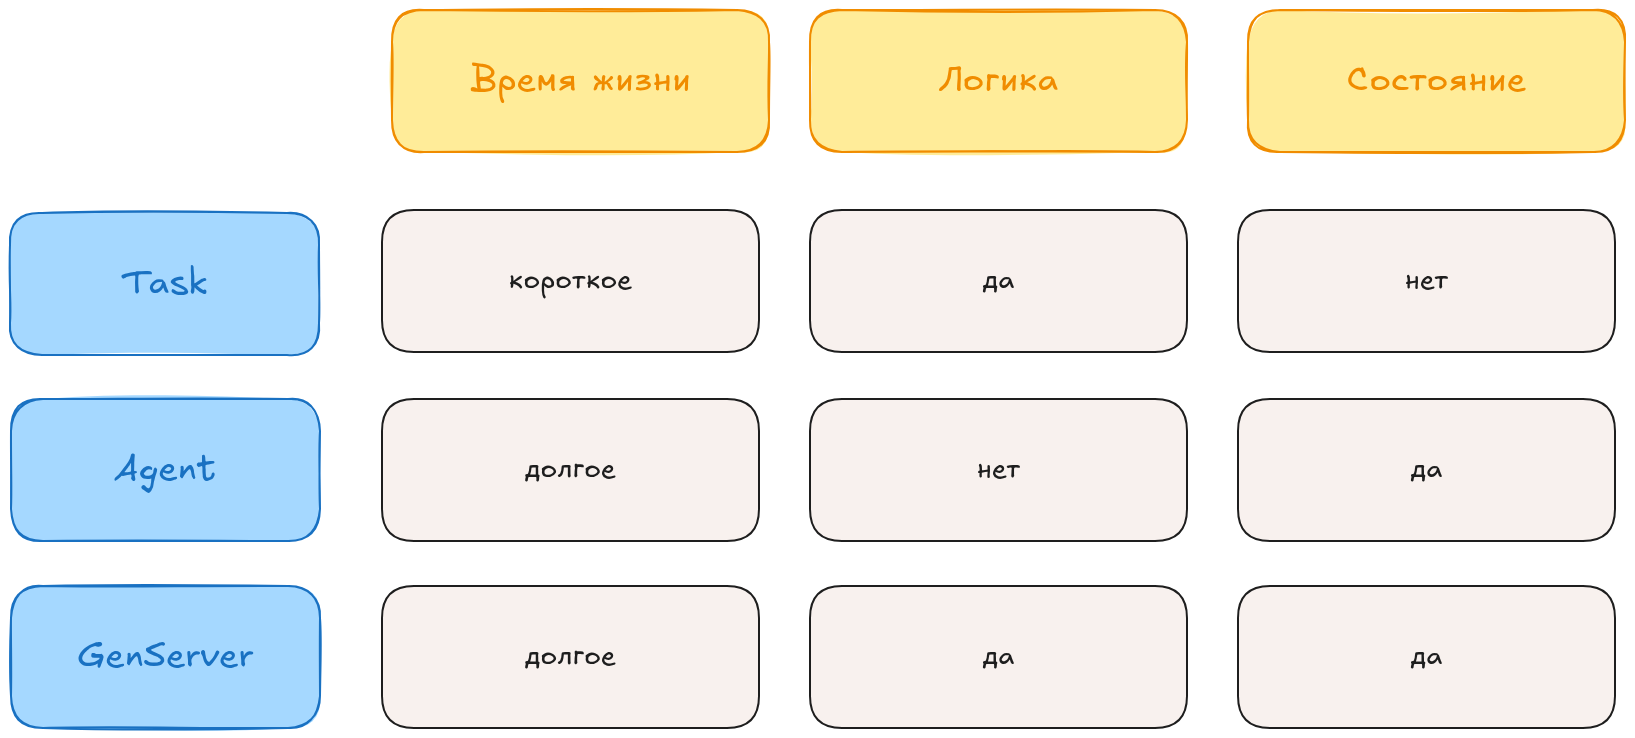 Время жизни
Логика
Состояние
Task
короткое
да
нет
Agent
долгое
нет
да
GenServer
долгое
да
да